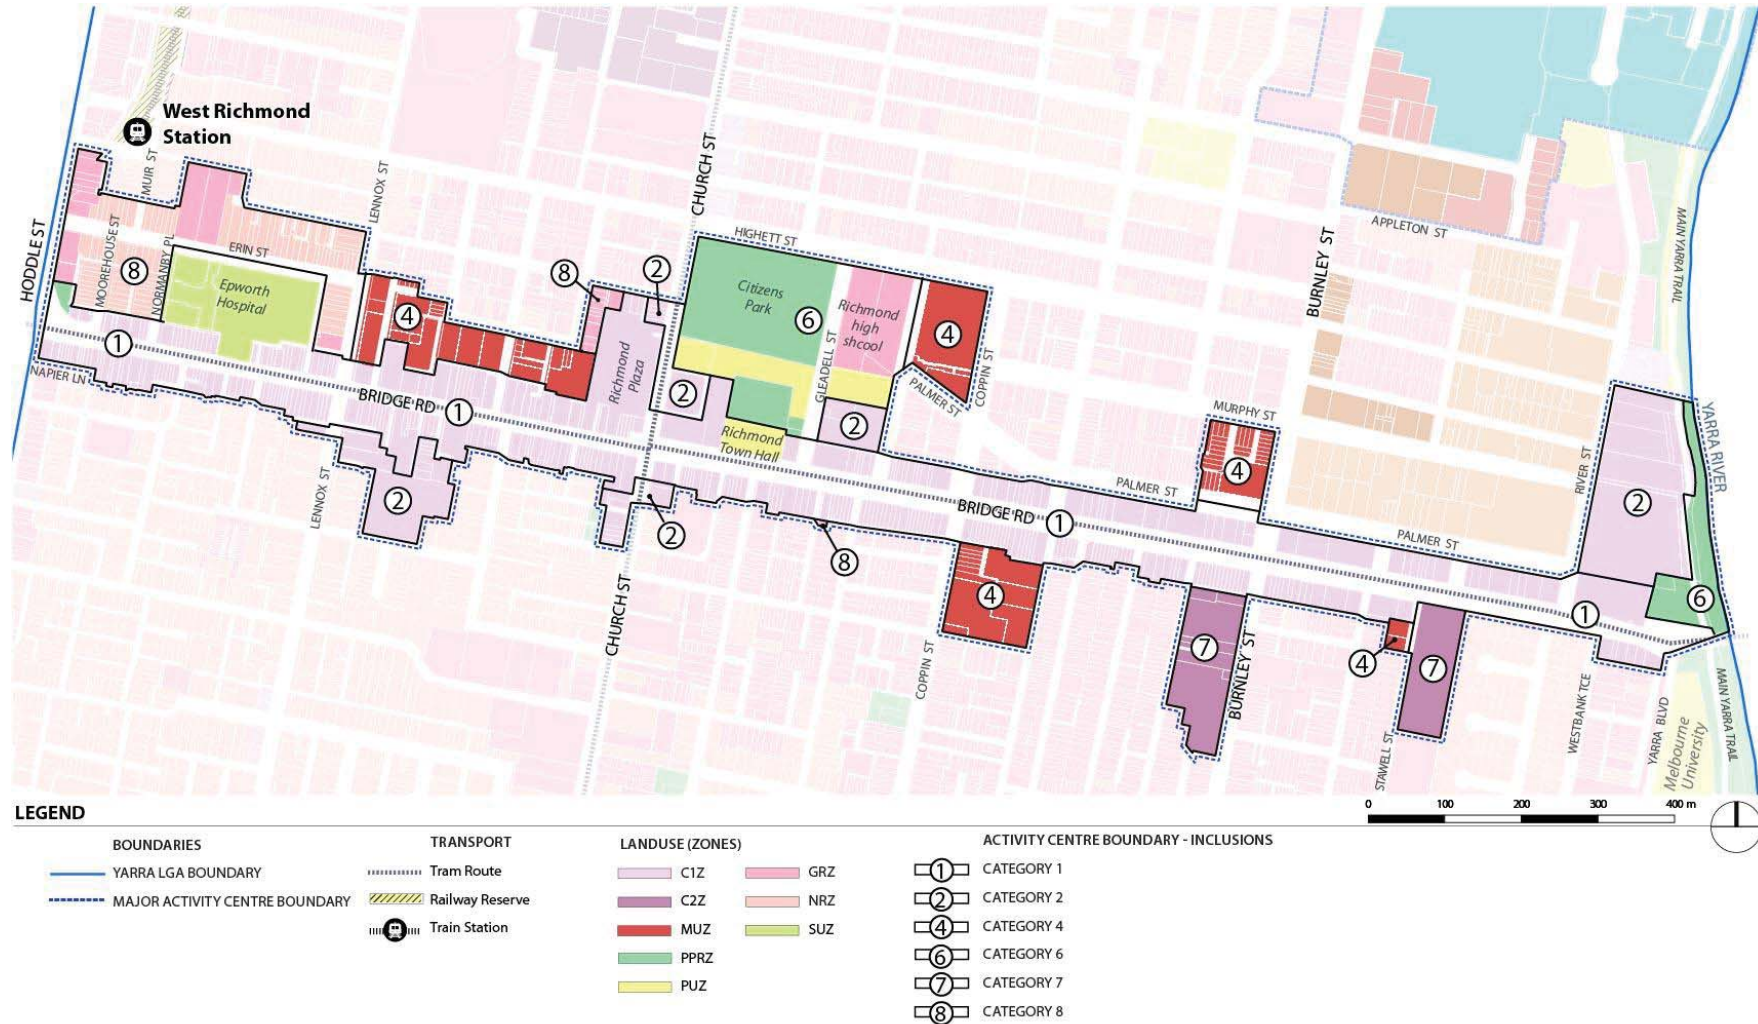 West Richmond
Station
HODDLE ST
MUIR ST
LENNOX ST
CHURCH ST
HIGHETT ST
MOOREHOUSE ST
NORMANBY PL
ERIN ST
8
Epworth
Hospital
4
8
2
Citizens
Park
6
Richmond
high
shcool
4
GLEADELL ST
PALMER ST
COPPIN ST
BURNLEY ST
APPLETON ST
MAIN YARRA TRAIL
YARRA RIVER
1
NAPIER LN
BRIDGE RD
1
Richmond
Plaza
2
Richmond
Town Hall
2
MURPHY ST
4
PALMER ST
RIVER ST
2
LENNOX ST
2
2
8
BRIDGE RD
1
PALMER ST
4
CHURCH ST
COPPIN ST
7
BURNLEY ST
4
7
STAWELL ST
1
6
WESTBANK TCE
YARRA BLVD
Melbourne
University
MAIN YARRA TRAIL
LEGEND
0 100 200 300 400 m
BOUNDARIES
YARRA LGA BOUNDARY
MAJOR ACTIVITY CENTRE BOUNDARY
TRANSPORT
Tram Route
Railway Reserve
Train Station
LANDUSE (ZONES)
C1Z
C2Z
MUZ
PPRZ
PUZ
GRZ
NRZ
SUZ
ACTIVITY CENTRE BOUNDARY - INCLUSIONS
1 CATEGORY 1
2 CATEGORY 2
4 CATEGORY 4
6 CATEGORY 6
7 CATEGORY 7
8 CATEGORY 8